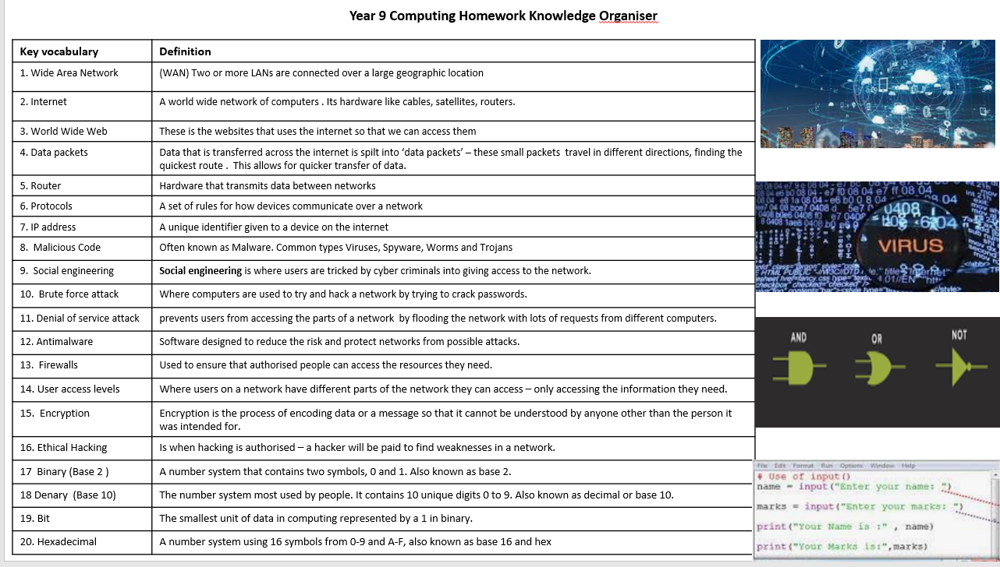 Year 9 Computing Homework Knowledge Organiser
Key vocabulary Definition
1. Wide Area Network (WAN) Two or more LANs are connected over a large geographic location
2. Internet A world wide network of computers . Its hardware like cables, satellites, routers.
3. World Wide Web These is the websites that uses the internet so that we can access them
4. Data packets Data that is transferred across the internet is spilt into ‘data packets’ – these small packets travel in different directions, finding the
quickest route . This allows for quicker transfer of data.
5. Router Hardware that transmits data between networks
6. Protocols A set of rules for how devices communicate over a network
7. IP address A unique identifier given to a device on the internet
8. Malicious Code Often known as Malware. Common types Viruses, Spyware, Worms and Trojans
9. Social engineering Social engineering is where users are tricked by cyber criminals into giving access to the network.
10. Brute force attack Where computers are used to try and hack a network by trying to crack passwords.
11. Denial of service attack prevents users from accessing the parts of a network by flooding the network with lots of requests from different computers.
12. Antimalware Software designed to reduce the risk and protect networks from possible attacks.
13. Firewalls Used to ensure that authorised people can access the resources they need.
14. User access levels Where users on a network have different parts of the network they can access – only accessing the information they need.
15. Encryption Encryption is the process of encoding data or a message so that it cannot be understood by anyone other than the person it
was intended for.
16. Ethical Hacking Is when hacking is authorised – a hacker will be paid to find weaknesses in a network.
17 Binary (Base 2 ) A number system that contains two symbols, 0 and 1. Also known as base 2.
18 Denary (Base 10) The number system most used by people. It contains 10 unique digits 0 to 9. Also known as decimal or base 10.
19. Bit The smallest unit of data in computing represented by a 1 in binary.
20. Hexadecimal A number system using 16 symbols from 0-9 and A-F, also known as base 16 and hex
VIRUS
AND OR NOT
File Edit Format Run Options Window Help
# Use of input()
name = input("Enter your name: ")
marks = input("Enter your marks: ")
print("Your Name is :" , name)
print("Your Marks is:",marks)